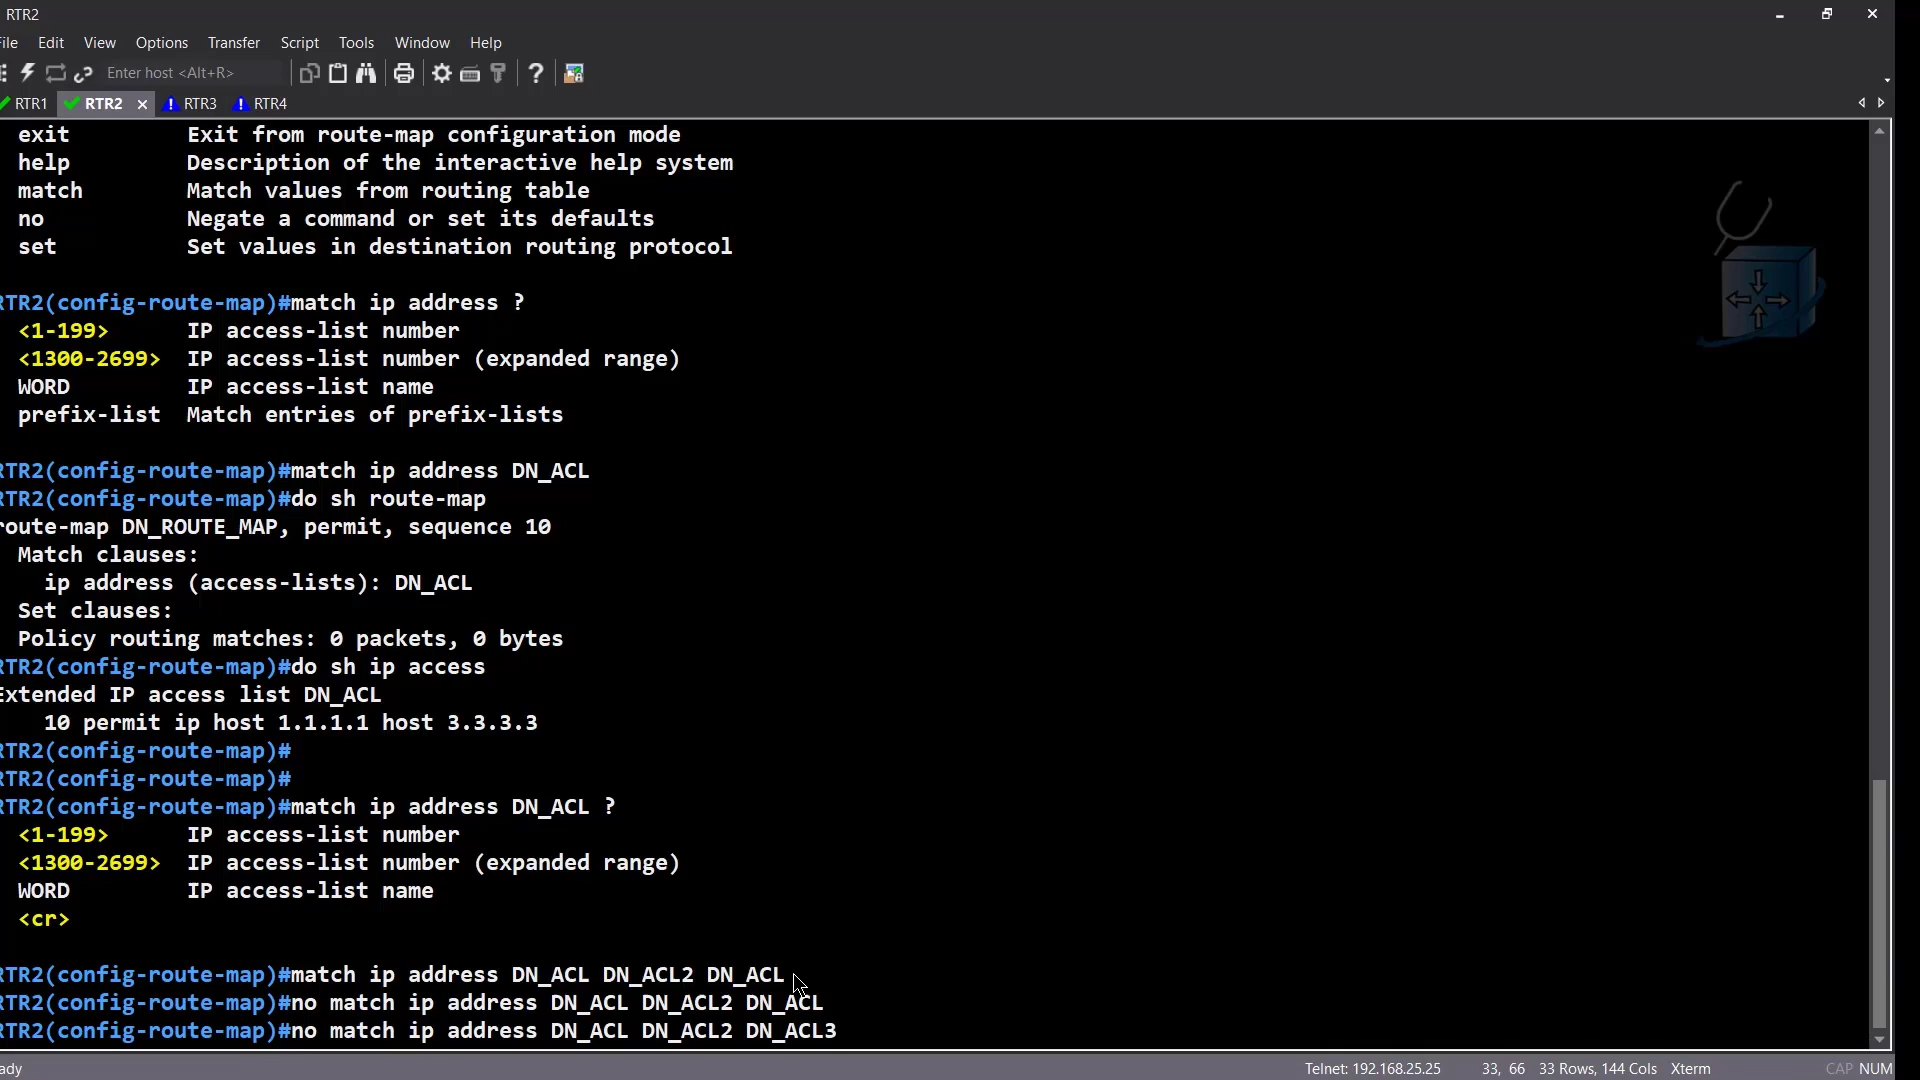 RTR2
File Edit View Options Transfer Script Tools Window Help
Enter host <Alt+R>
RTR1 RTR2 RTR3 RTR4
exit Exit from route-map configuration mode
help Description of the interactive help system
match Match values from routing table
no Negate a command or set its defaults
set Set values in destination routing protocol
RTR2(config-route-map)#match ip address ?
<1-199> IP access-list number
<1300-2699> IP access-list number (expanded range)
WORD IP access-list name
prefix-list Match entries of prefix-lists
RTR2(config-route-map)#match ip address DN_ACL
RTR2(config-route-map)#do sh route-map
route-map DN_ROUTE_MAP, permit, sequence 10
Match clauses:
ip address (access-lists): DN_ACL
Set clauses:
Policy routing matches: 0 packets, 0 bytes
RTR2(config-route-map)#do sh ip access
Extended IP access list DN_ACL
10 permit ip host 1.1.1.1 host 3.3.3.3
RTR2(config-route-map)#
RTR2(config-route-map)#
RTR2(config-route-map)#match ip address DN_ACL ?
<1-199> IP access-list number
<1300-2699> IP access-list number (expanded range)
WORD IP access-list name
<cr>
RTR2(config-route-map)#match ip address DN_ACL DN_ACL2 DN_ACL
RTR2(config-route-map)#no match ip address DN_ACL DN_ACL2 DN_ACL
RTR2(config-route-map)#no match ip address DN_ACL DN_ACL2 DN_ACL3
ady Telnet: 192.168.25.25 33, 66 33 Rows, 144 Cols Xterm CAP NUM